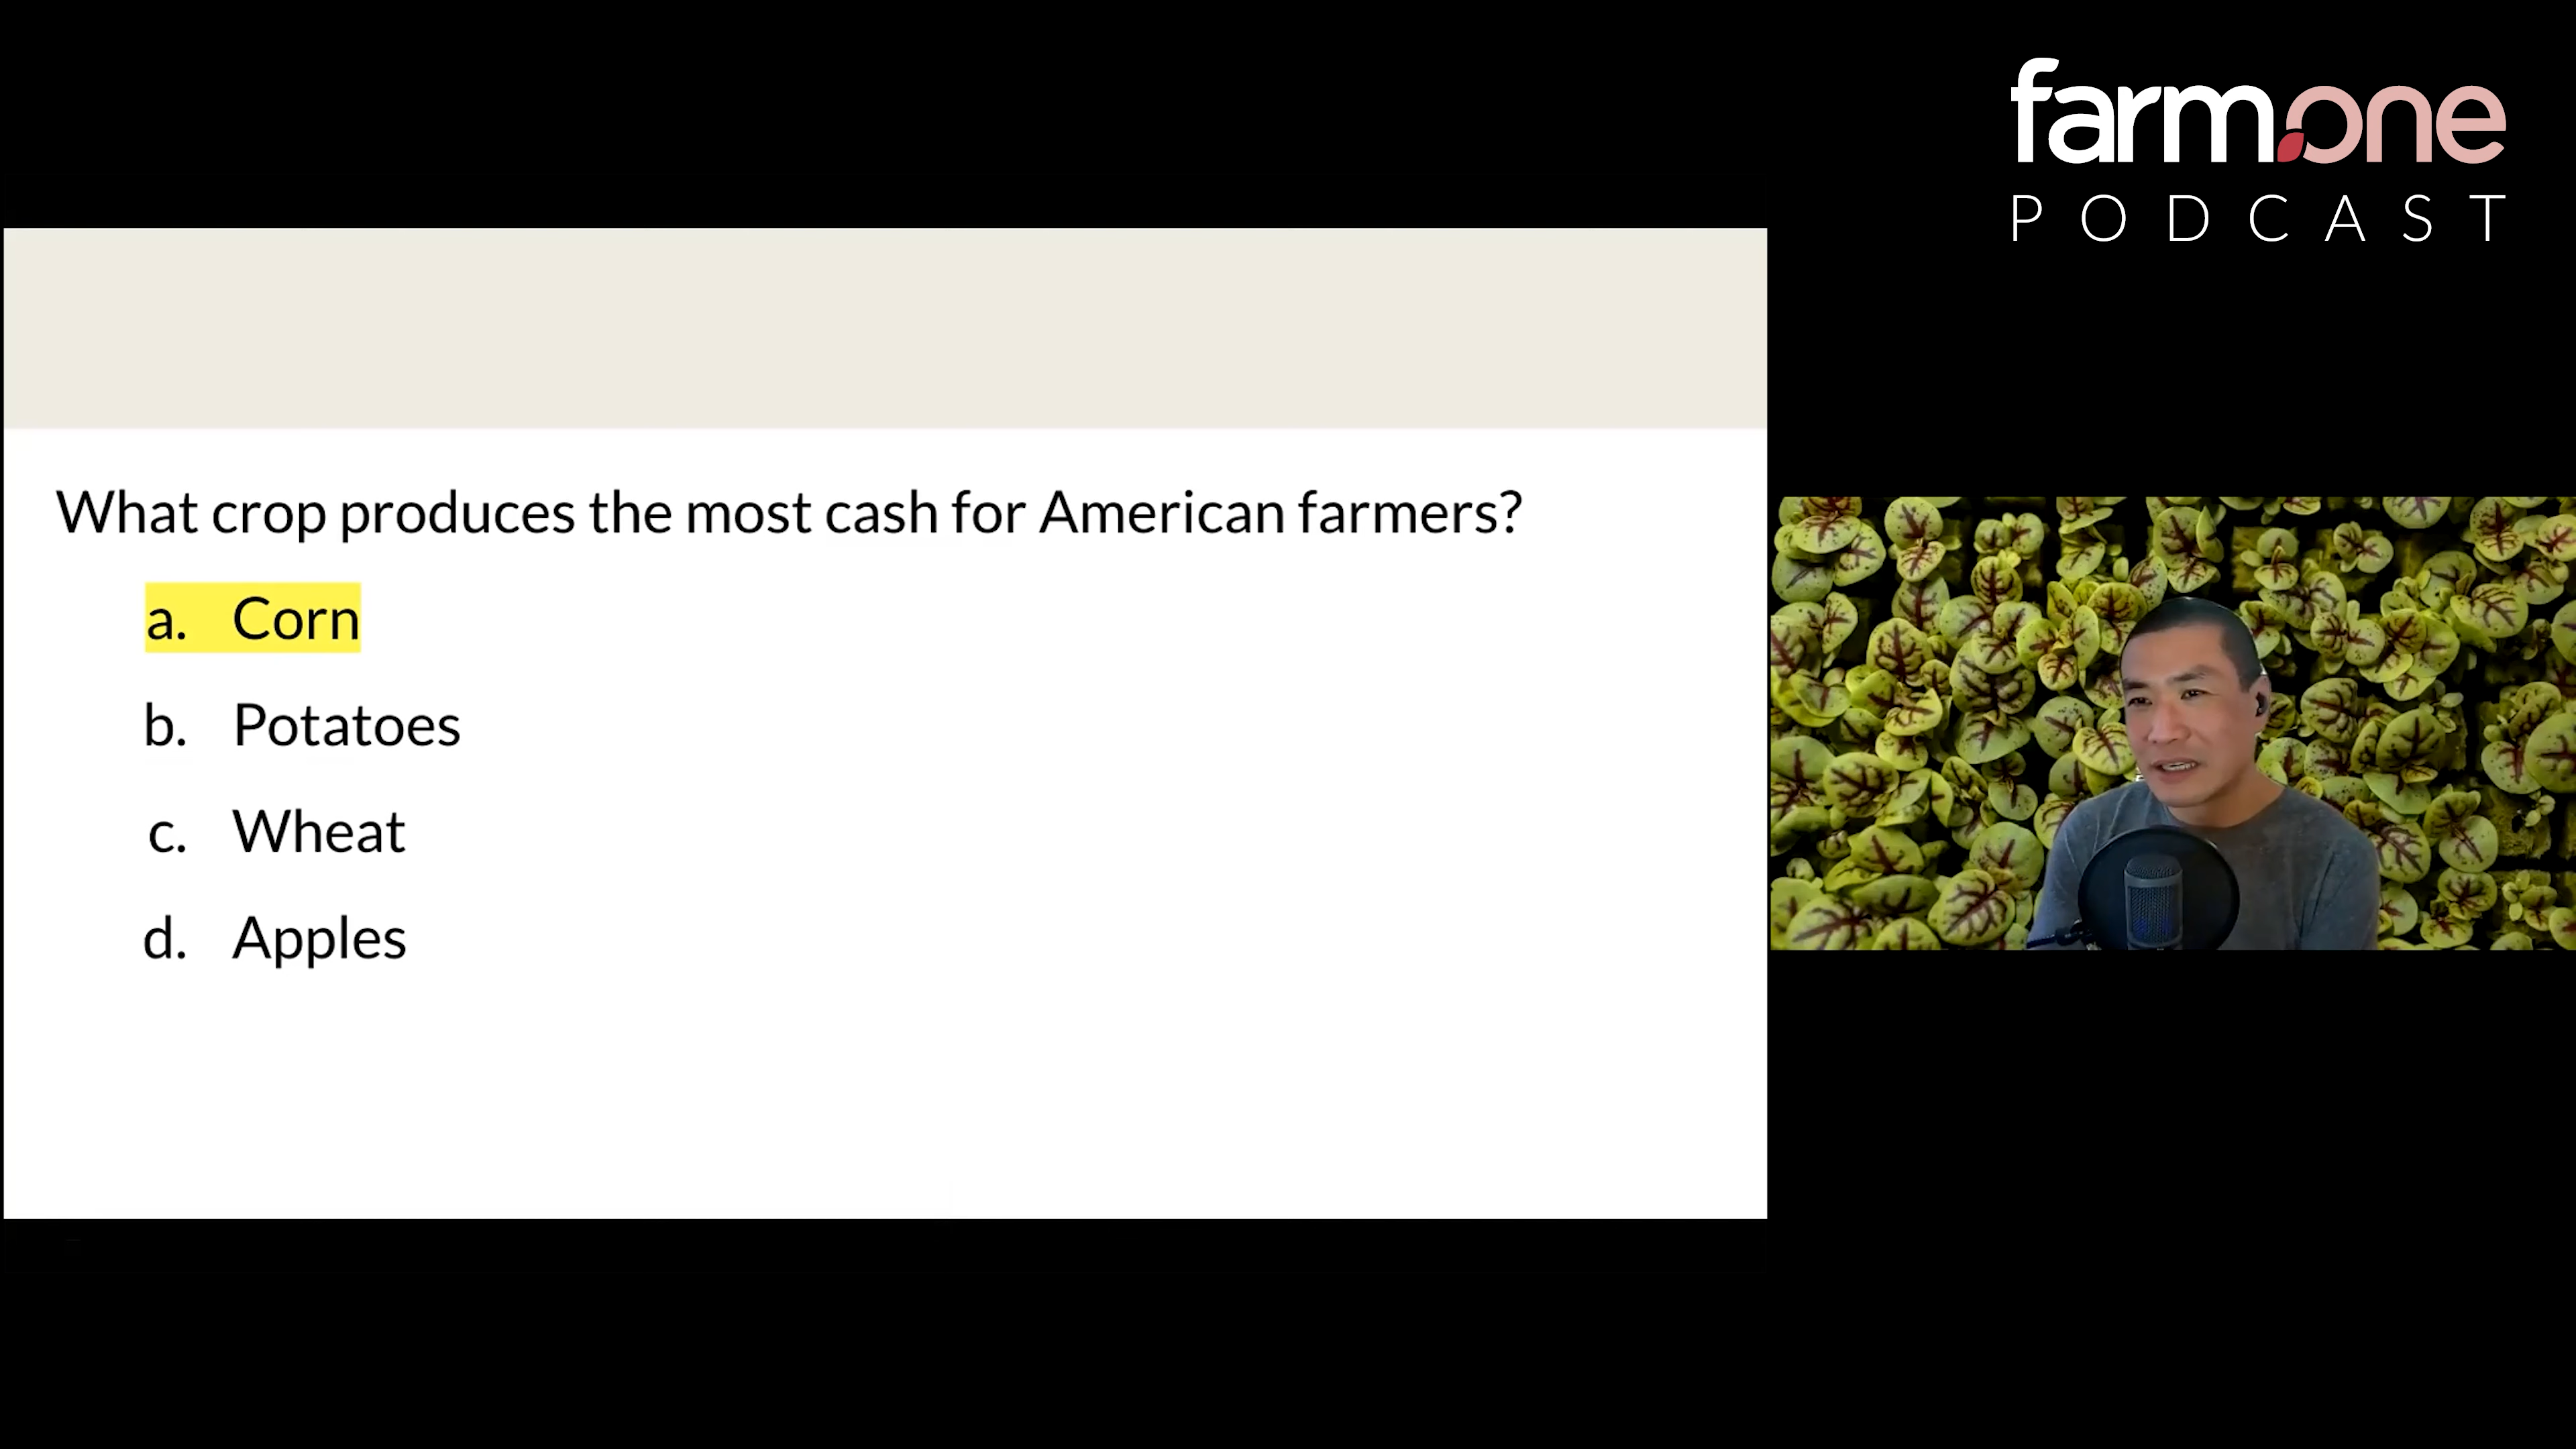 farm.one
PODCAST
What crop produces the most cash for American farmers?
a. Corn
b. Potatoes
c. Wheat
d. Apples